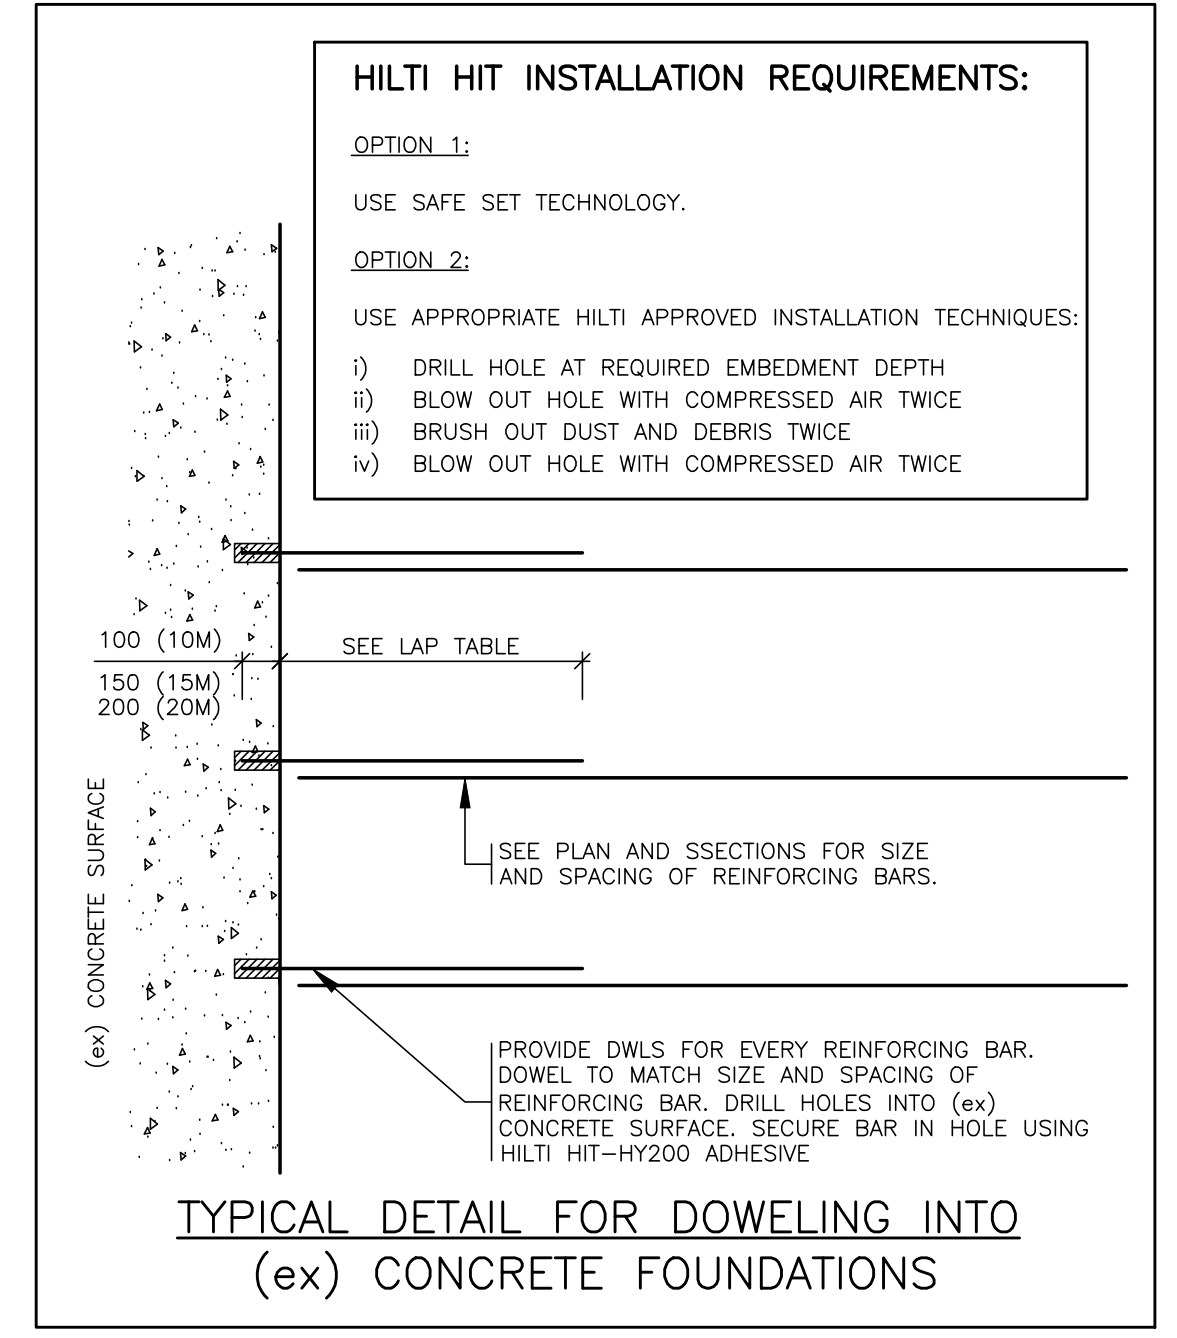 HILTI HIT INSTALLATION REQUIREMENTS:
OPTION 1:
USE SAFE SET TECHNOLOGY.
OPTION 2:
USE APPROPRIATE HILTI APPROVED INSTALLATION TECHNIQUES:
i) DRILL HOLE AT REQUIRED EMBEDMENT DEPTH
ii) BLOW OUT HOLE WITH COMPRESSED AIR TWICE
iii) BRUSH OUT DUST AND DEBRIS TWICE
iv) BLOW OUT HOLE WITH COMPRESSED AIR TWICE
100 (10M)
150 (15M)
200 (20M)
SEE LAP TABLE
(ex) CONCRETE SURFACE
SEE PLAN AND SSECTIONS FOR SIZE
AND SPACING OF REINFORCING BARS.
PROVIDE DWLS FOR EVERY REINFORCING BAR.
DOWEL TO MATCH SIZE AND SPACING OF
REINFORCING BAR. DRILL HOLES INTO (ex)
CONCRETE SURFACE. SECURE BAR IN HOLE USING
HILTI HIT-HY200 ADHESIVE
TYPICAL DETAIL FOR DOWELING INTO
(ex) CONCRETE FOUNDATIONS